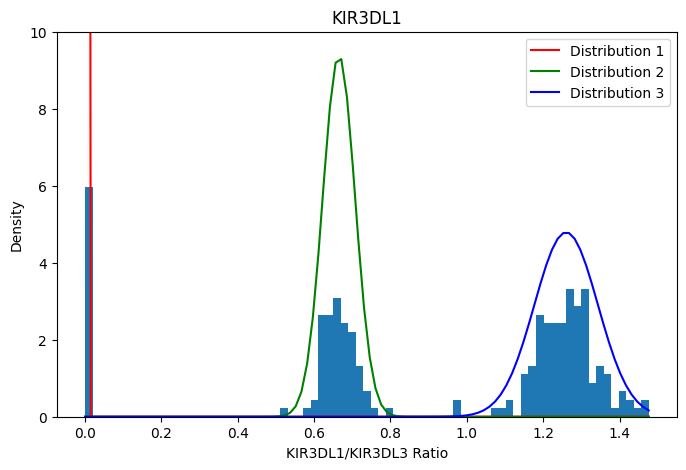 KIR3DL1
Distribution 1
Distribution 2
Distribution 3
Density
10
8
6
4
2
0
0.0 0.2 0.4 0.6 0.8 1.0 1.2 1.4
KIR3DL1/KIR3DL3 Ratio